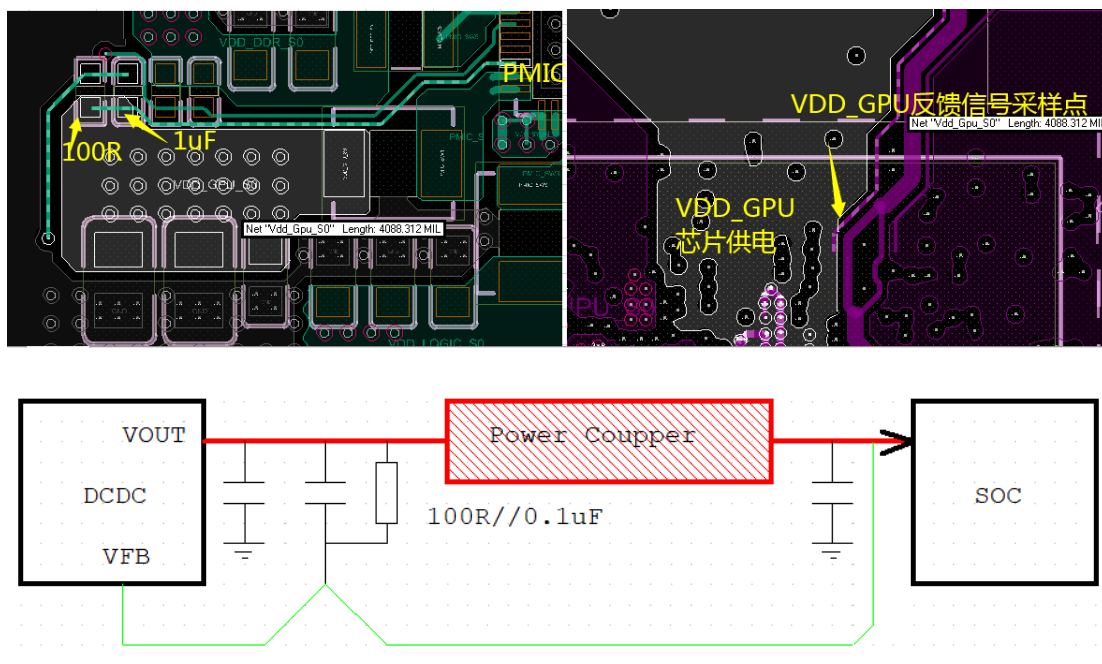 VDD_DDR_S0
PMIC
100R
1uF
VDD_GPU_S0
Net "Vdd_Gpu_S0" Length: 4088.312 MIL
VDD_LOGIC_S0
VDD_GPU反馈信号采样点
Net "Vdd_Gpu_S0" Length: 4088.312 MI
VDD_GPU
芯片供电
GPU
VOUT
Power Coupper
DCDC
SOC
100R//0.1uF
VFB